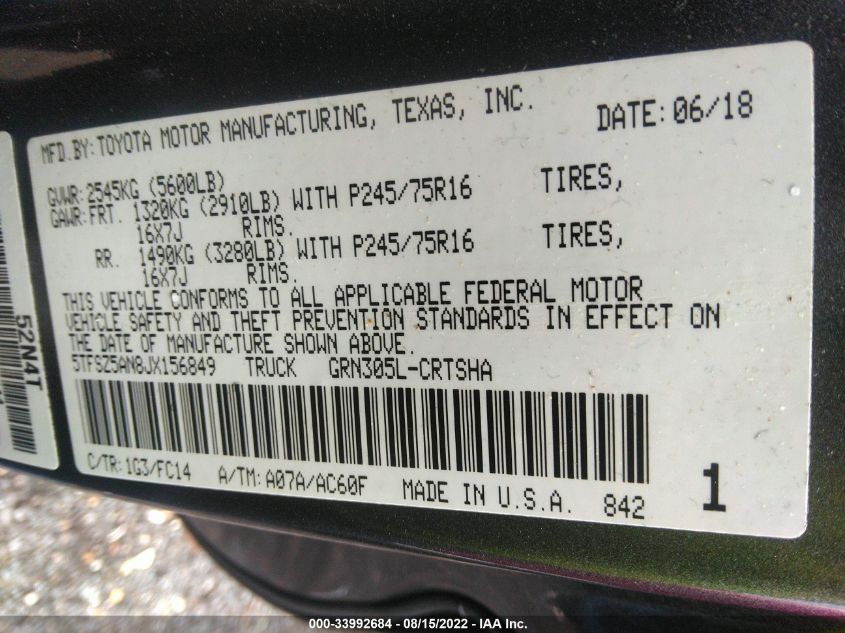 MFD.BY:TOYOTA MOTOR MANUFACTURING, TEXAS, INC. DATE:06/18
GVWR:2545KG (5600LB)
GAWR:FRT. 1320KG (2910LB) WITH P245/75R16 TIRES,
16X7J RIMS.
RR. 1490KG (3280LB) WITH P245/75R16 TIRES,
16X7J RIMS.
THIS VEHICLE CONFORMS TO ALL APPLICABLE FEDERAL MOTOR
VEHICLE SAFETY AND THEFT PREVENTION STANDARDS IN EFFECT ON
THE DATE OF MANUFACTURE SHOWN ABOVE.
5TFSZ5AN8JX156849 TRUCK GRN305L-CRTSHA
C/TR:1G3/FC14 A/TM:A07A/AC60F MADE IN U.S.A. 842 1
52N4T
000-33992684 - 08/15/2022 - IAA Inc.